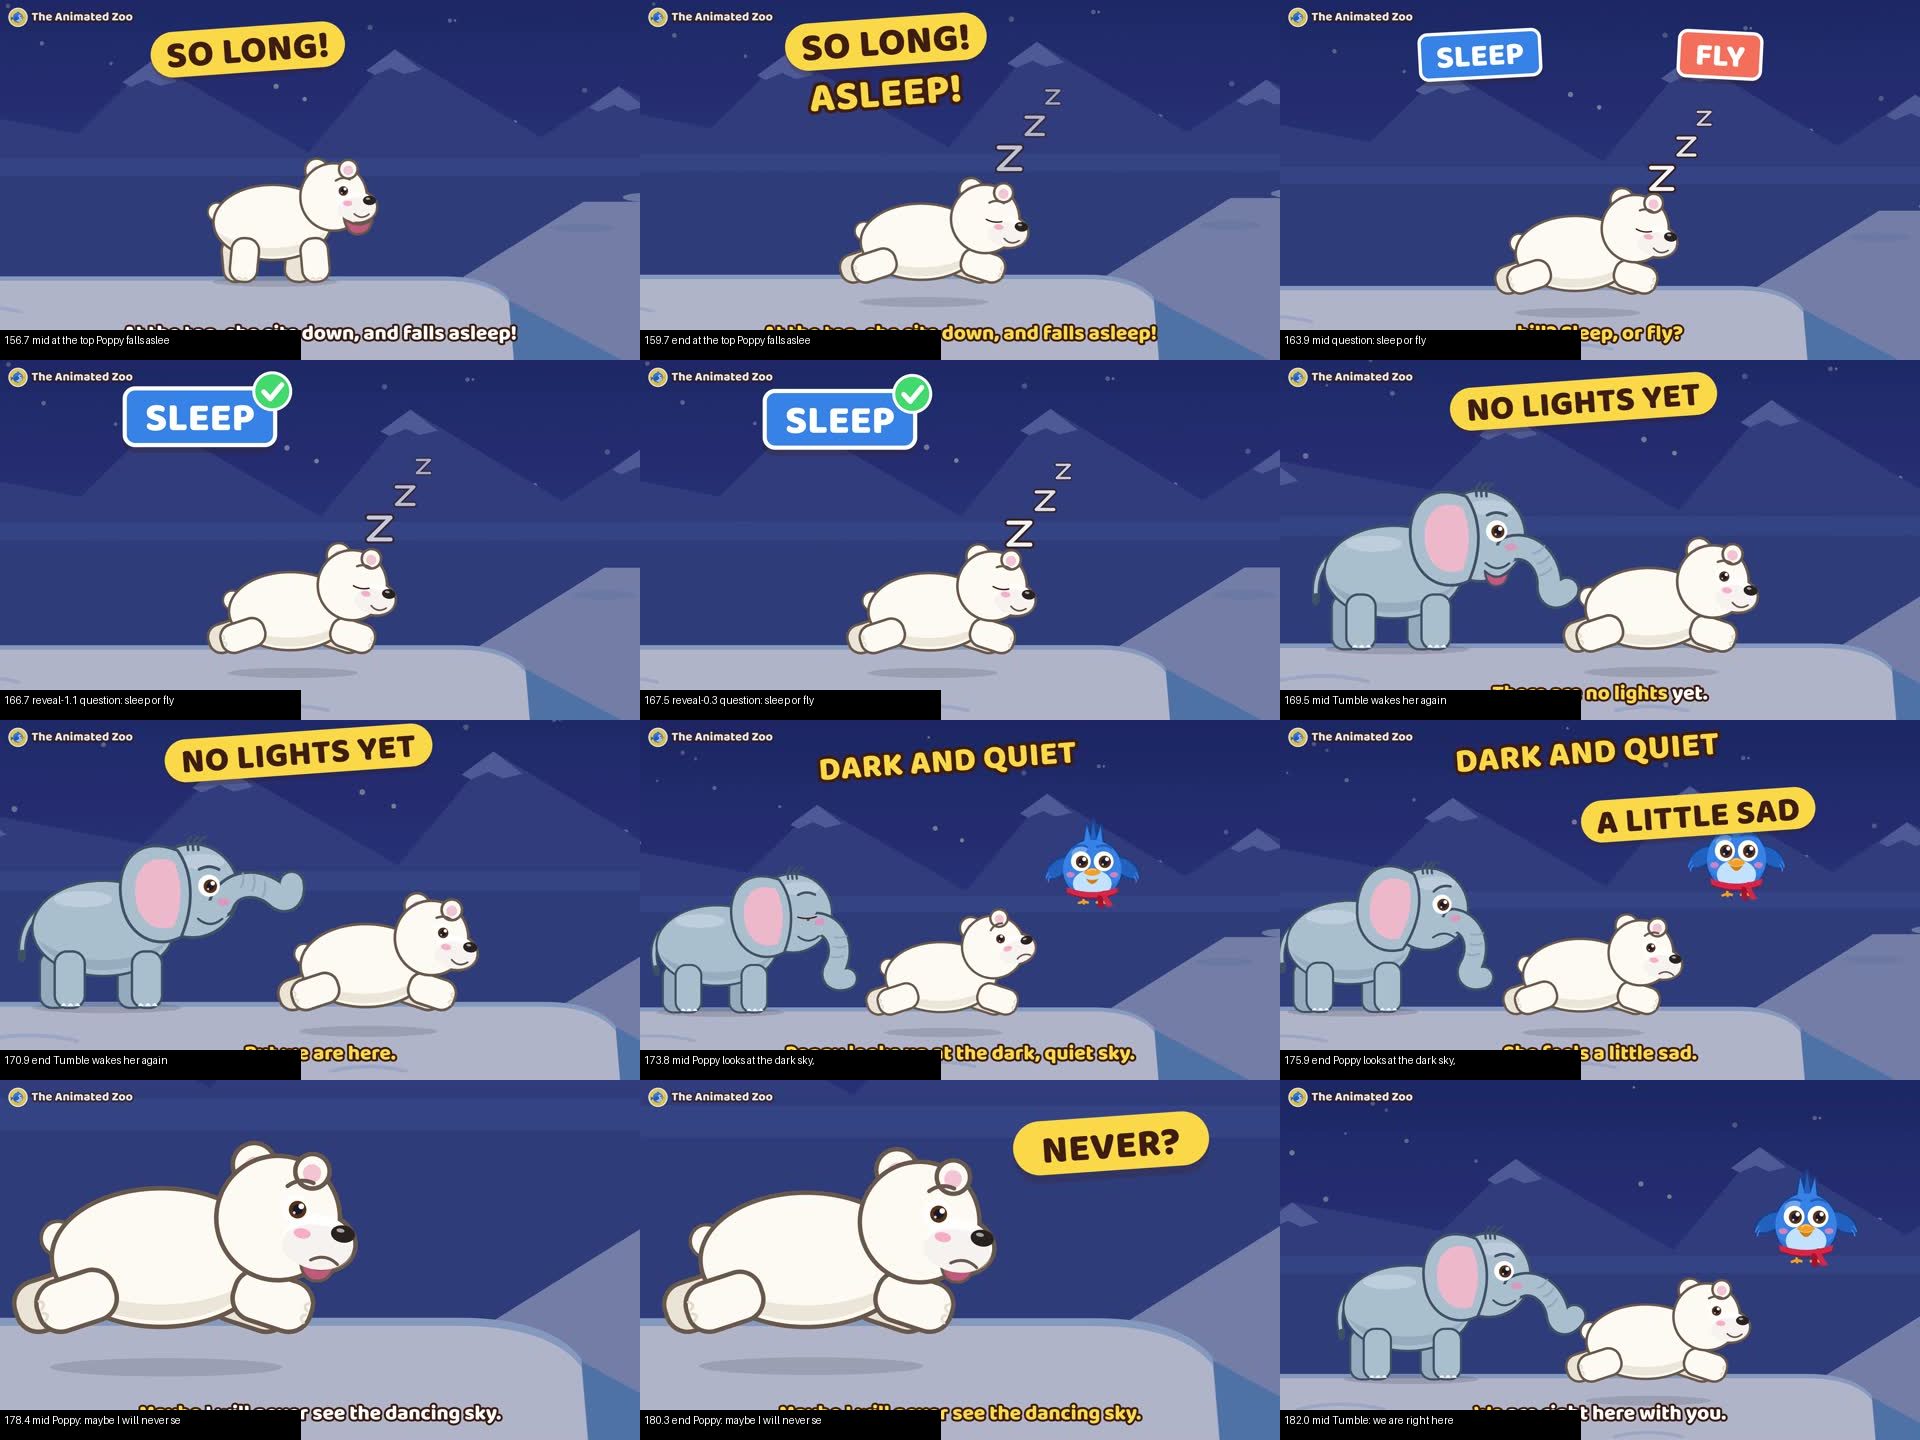 The Animated Zoo
SO LONG!
down, and falls asleep!
156.7 mid at the top Poppy falls aslee
The Animated Zoo
SO LONG!
ASLEEP!
Z Z Z
down, and falls asleep!
159.7 end at the top Poppy falls aslee
The Animated Zoo
SLEEP
FLY
Z Z Z
or fly?
163.9 mid question: sleep or fly
The Animated Zoo
SLEEP
Z Z Z
166.7 reveal-1.1 question: sleep or fly
The Animated Zoo
SLEEP
Z Z Z
167.5 reveal-0.3 question: sleep or fly
The Animated Zoo
NO LIGHTS YET
no lights yet.
169.5 mid Tumble wakes her again
The Animated Zoo
NO LIGHTS YET
are here.
170.9 end Tumble wakes her again
The Animated Zoo
DARK AND QUIET
the dark, quiet sky.
173.8 mid Poppy looks at the dark sky,
The Animated Zoo
DARK AND QUIET
A LITTLE SAD
a little sad.
175.9 end Poppy looks at the dark sky,
The Animated Zoo
see the dancing sky.
178.4 mid Poppy: maybe I will never se
The Animated Zoo
NEVER?
see the dancing sky.
180.3 end Poppy: maybe I will never se
The Animated Zoo
here with you.
182.0 mid Tumble: we are right here